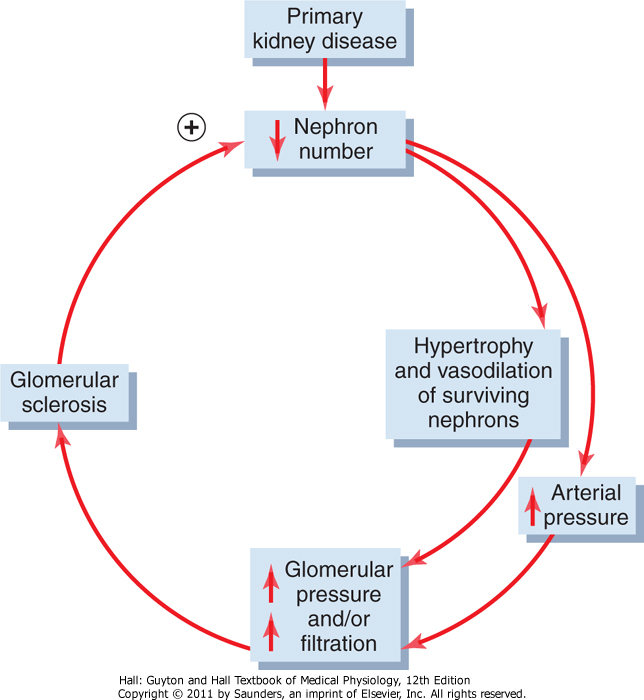 Primary
kidney disease
+
Nephron
number
Hypertrophy
and vasodilation
of surviving
nephrons
Glomerular
sclerosis
Arterial
pressure
Glomerular
pressure
and/or
filtration
Hall: Guyton and Hall Textbook of Medical Physiology, 12th Edition
Copyright © 2011 by Saunders, an imprint of Elsevier, Inc. All rights reserved.